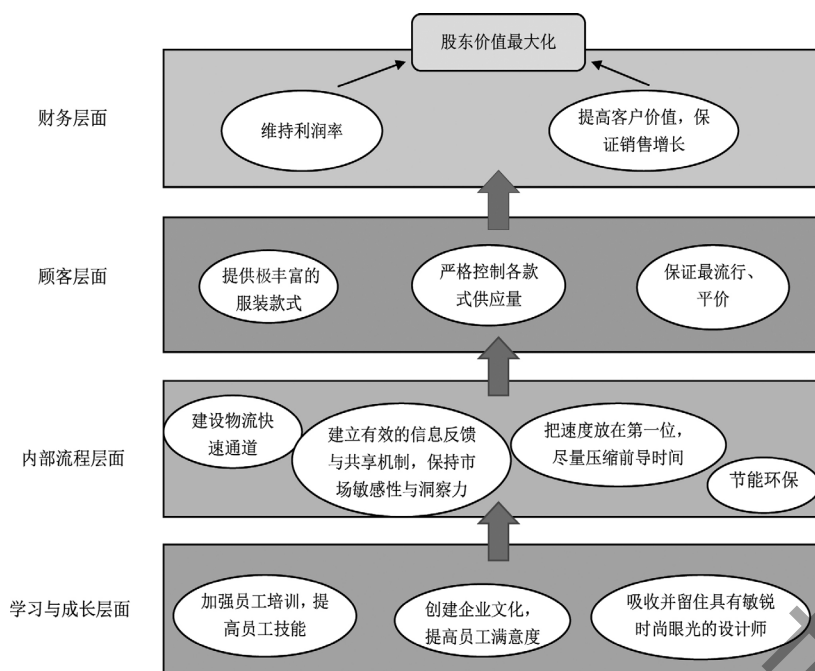 股东价值最大化
财务层面
维持利润率
提高客户价值，保
证销售增长
顾客层面
提供极丰富的
服装款式
严格控制各款
式供应量
保证最流行、
平价
内部流程层面
建设物流快
速通道
建立有效的信息反馈
与共享机制，保持市
场敏感性与洞察力
把速度放在第一位，
尽量压缩前导时间
节能环保
学习与成长层面
加强员工培训，提
高员工技能
创建企业文化，
提高员工满意度
吸收并留住具有敏锐
时尚眼光的设计师